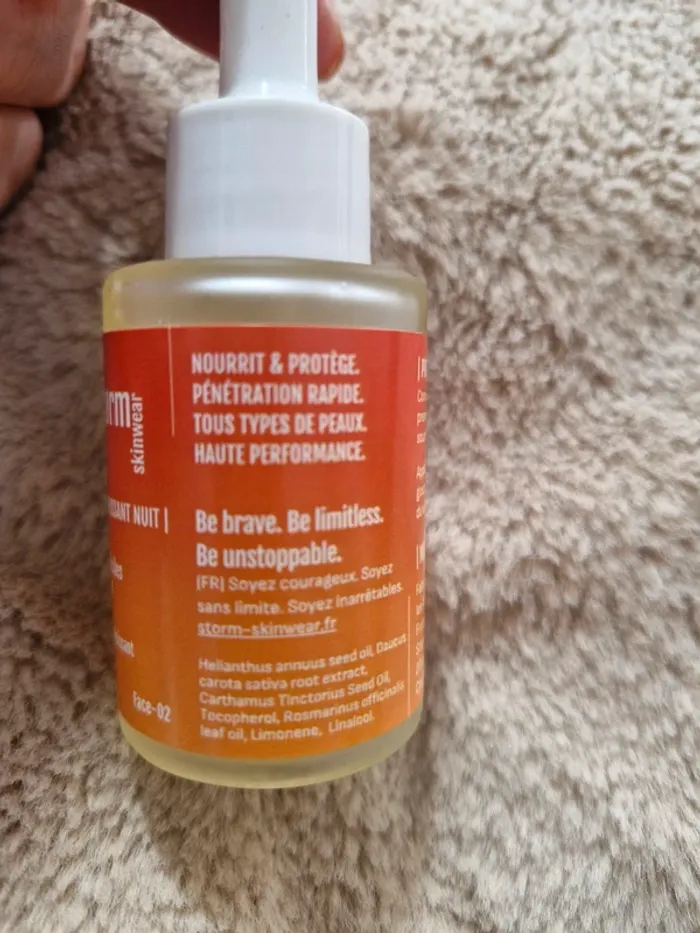 skinwear
NUIT |
Face-02
NOURRIT & PROTÈGE.
PÉNÉTRATION RAPIDE.
TOUS TYPES DE PEAUX.
HAUTE PERFORMANCE.
Be brave. Be limitless.
Be unstoppable.
[FR] Soyez courageux. Soyez
sans limite. Soyez inarrêtables.
storm-skinwear.fr
Helianthus annuus seed oil, Daucus
carota sativa root extract,
Carthamus Tinctorius Seed Oil,
Tocopherol, Rosmarinus officinalis
leaf oil, Limonene, Linalool.